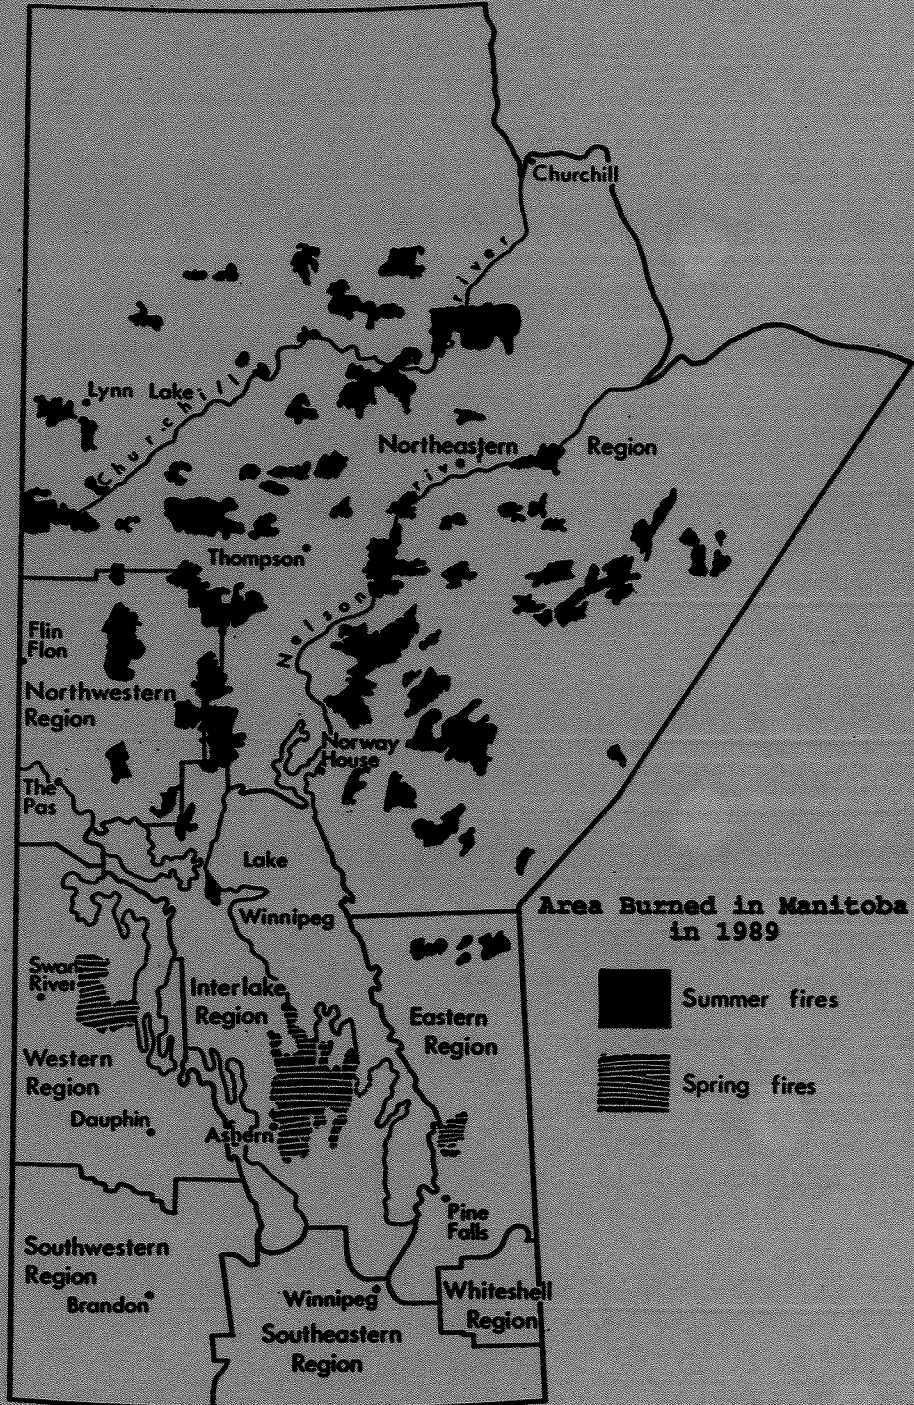 Churchill
Churchill river
Lynn Lake
Northeastern Region
Nelson river
Thompson
Flin
Flon
Northwestern
Region
Norway
House
The
Pas
Lake
Winnipeg
Area Burned in Manitoba
in 1989
Swan
River
Interlake
Region
Eastern
Region
Summer fires
Western
Region
Spring fires
Dauphin
Ashern
Pine
Falls
Southwestern
Region
Brandon
Winnipeg
Whiteshell
Region
Southeastern
Region